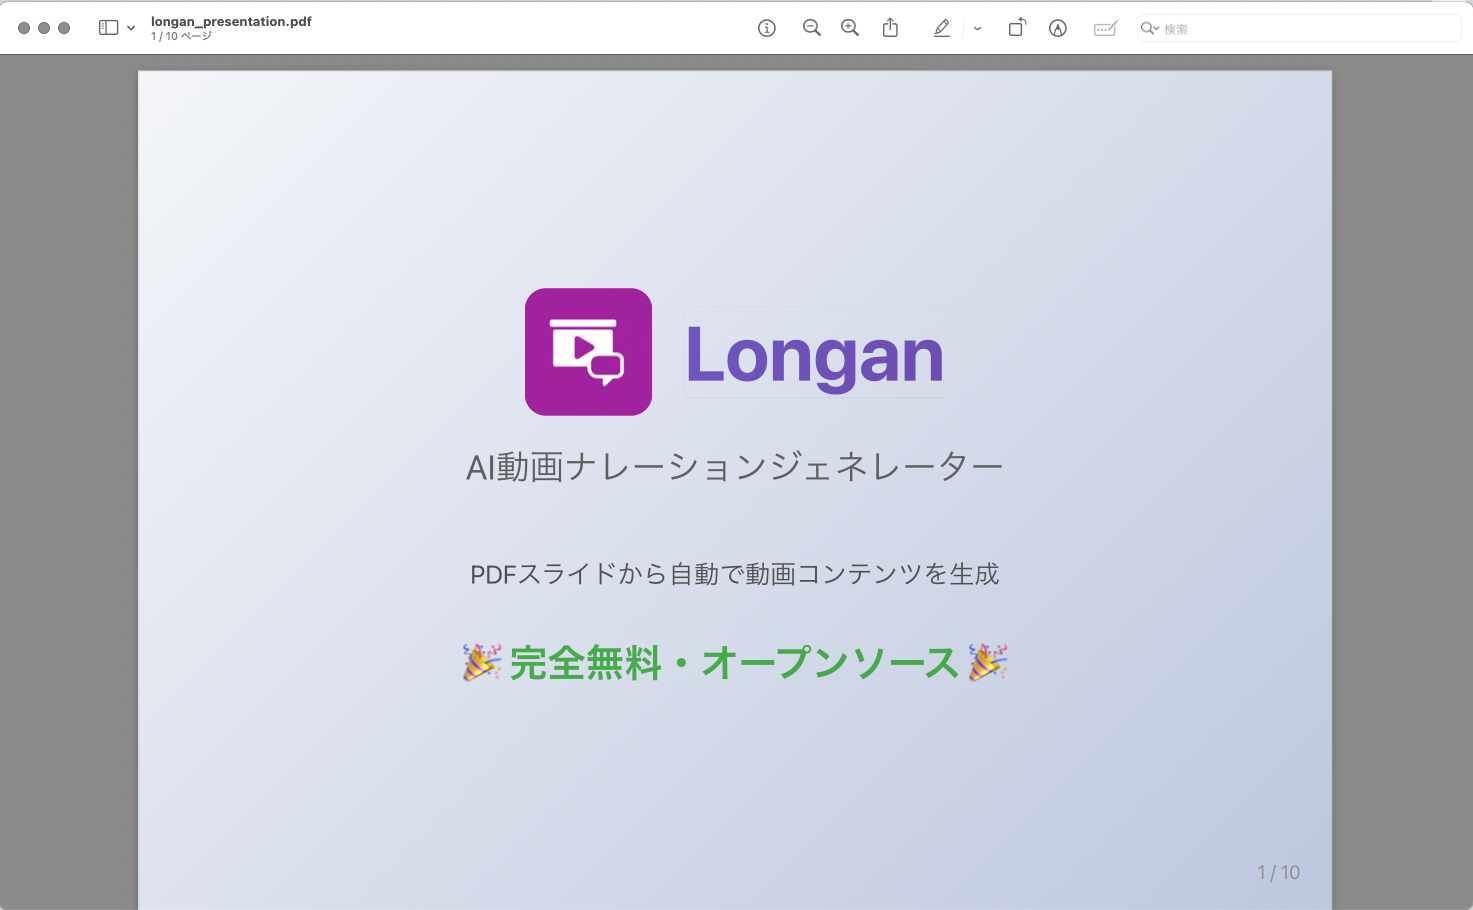 longan_presentation.pdf
1 / 10 ページ
検索
Longan
AI動画ナレーションジェネレーター
PDFスライドから自動で動画コンテンツを生成
🎉 完全無料・オープンソース 🎉
1 / 10